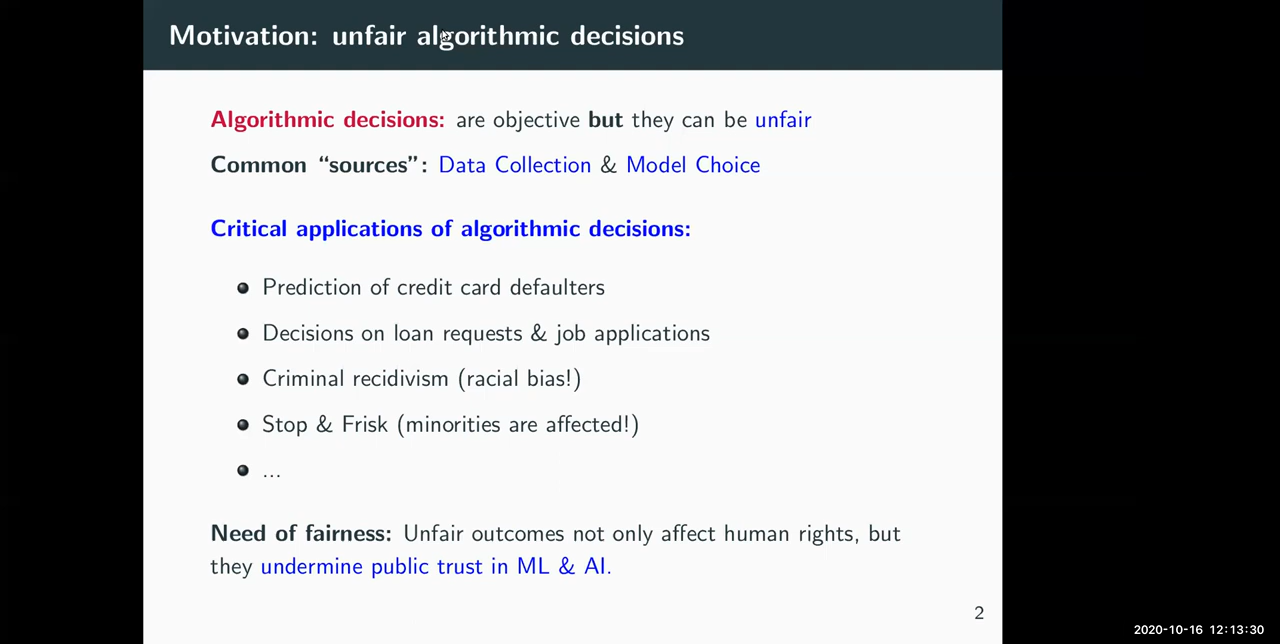 Motivation: unfair algorithmic decisions
Algorithmic decisions: are objective but they can be unfair
Common “sources”: Data Collection & Model Choice
Critical applications of algorithmic decisions:
Prediction of credit card defaulters
Decisions on loan requests & job applications
Criminal recidivism (racial bias!)
Stop & Frisk (minorities are affected!)
...
Need of fairness: Unfair outcomes not only affect human rights, but
they undermine public trust in ML & AI.
2
2020-10-16 12:13:30